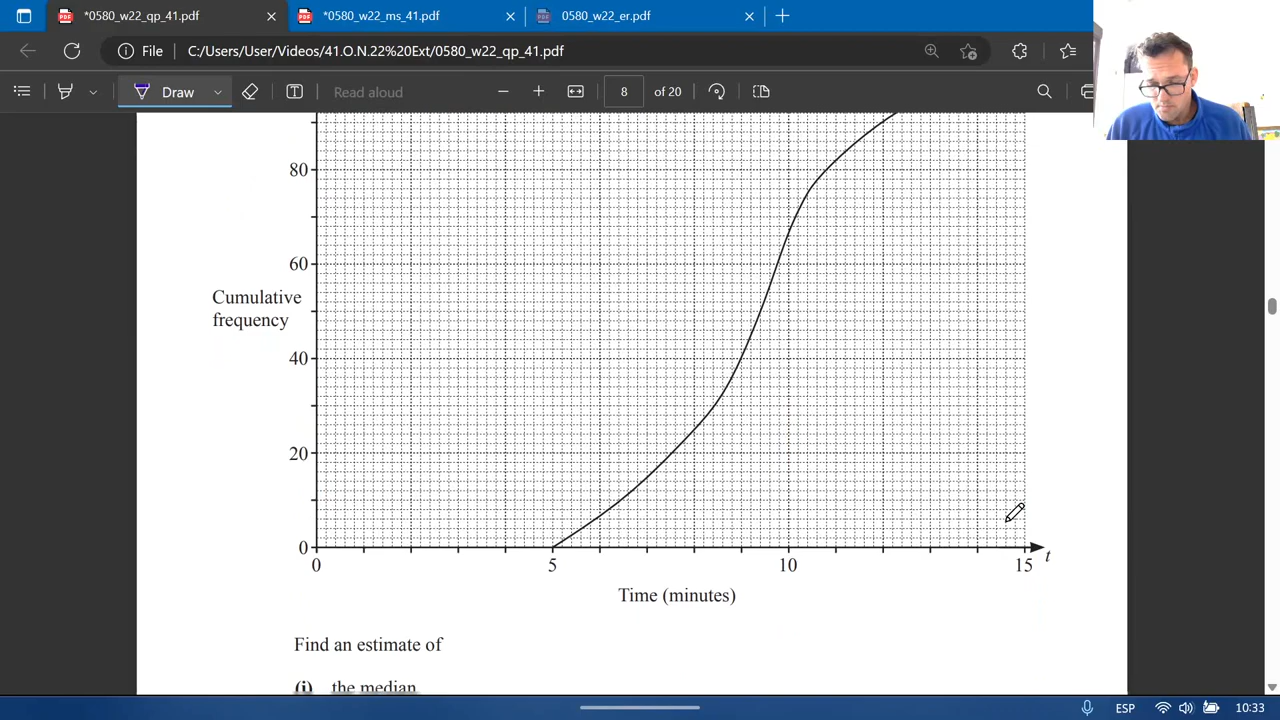 *0580_w22_qp_41.pdf
*0580_w22_ms_41.pdf
0580_w22_er.pdf
File C:/Users/User/Videos/41.O.N.22%20Ext/0580_w22_qp_41.pdf
Draw
Read aloud
8 of 20
80
60
Cumulative
frequency
40
20
0
0 5 10 15 t
Time (minutes)
Find an estimate of
(i) the median
ESP 10:33